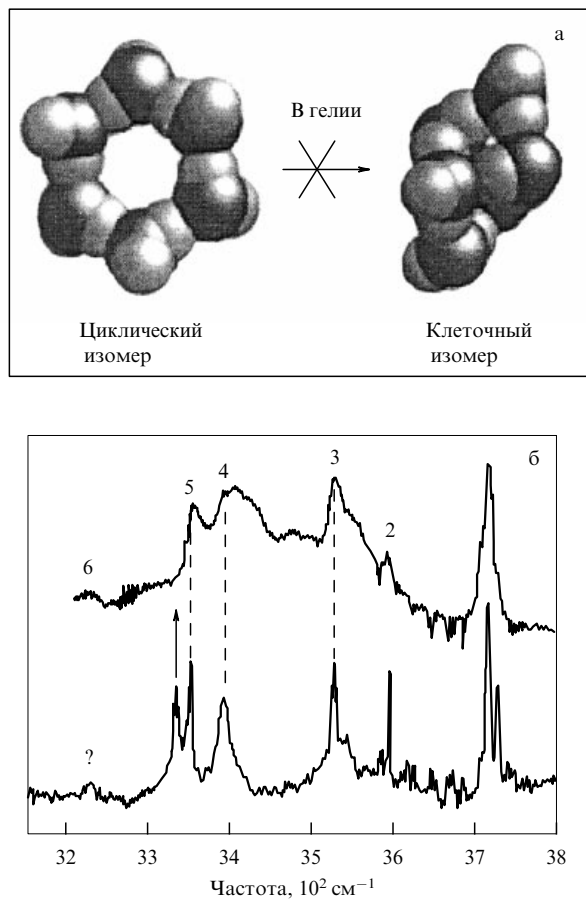 а
В гелии
Циклический
изомер
Клеточный
изомер
б
6
5
4
3
2
?
32 33 34 35 36 37 38
Частота, 10² см⁻¹